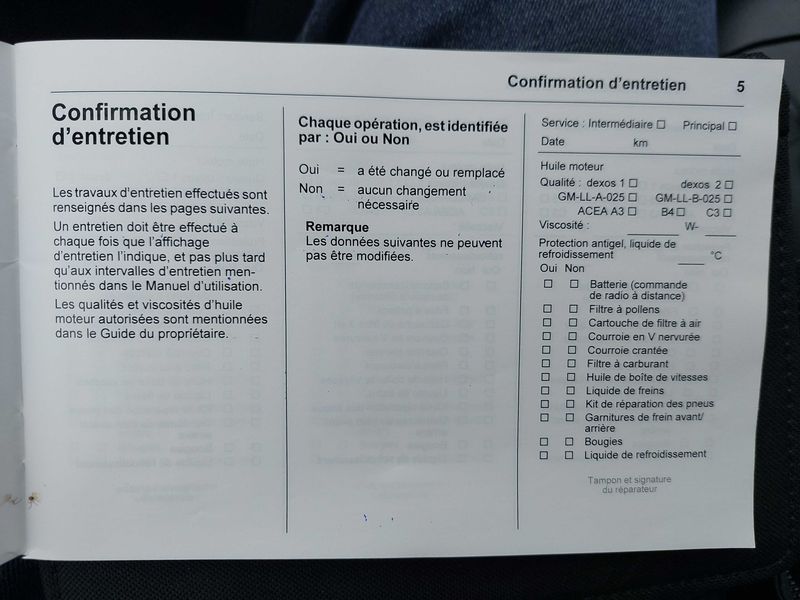 Confirmation d'entretien 5
Confirmation
d'entretien
Les travaux d'entretien effectués sont
renseignés dans les pages suivantes.
Un entretien doit être effectué à
chaque fois que l'affichage
d'entretien l'indique, et pas plus tard
qu'aux intervalles d'entretien men-
tionnés dans le Manuel d'utilisation.
Les qualités et viscosités d'huile
moteur autorisées sont mentionnées
dans le Guide du propriétaire.
Chaque opération, est identifiée
par : Oui ou Non
Oui = a été changé ou remplacé
Non = aucun changement
nécessaire
Remarque
Les données suivantes ne peuvent
pas être modifiées.
Service : Intermédiaire ☐ Principal ☐
Date km
Huile moteur
Qualité : dexos 1 ☐ dexos 2 ☐
GM-LL-A-025 ☐ GM-LL-B-025 ☐
ACEA A3 ☐ B4 ☐ C3 ☐
Viscosité : ____ W- ____
Protection antigel, liquide de
refroidissement ____ °C
Oui Non
☐ ☐ Batterie (commande
de radio à distance)
☐ ☐ Filtre à pollens
☐ ☐ Cartouche de filtre à air
☐ ☐ Courroie en V nervurée
☐ ☐ Courroie crantée
☐ ☐ Filtre à carburant
☐ ☐ Huile de boîte de vitesses
☐ ☐ Liquide de freins
☐ ☐ Kit de réparation des pneus
☐ ☐ Garnitures de frein avant/
arrière
☐ ☐ Bougies
☐ ☐ Liquide de refroidissement
Tampon et signature
du réparateur